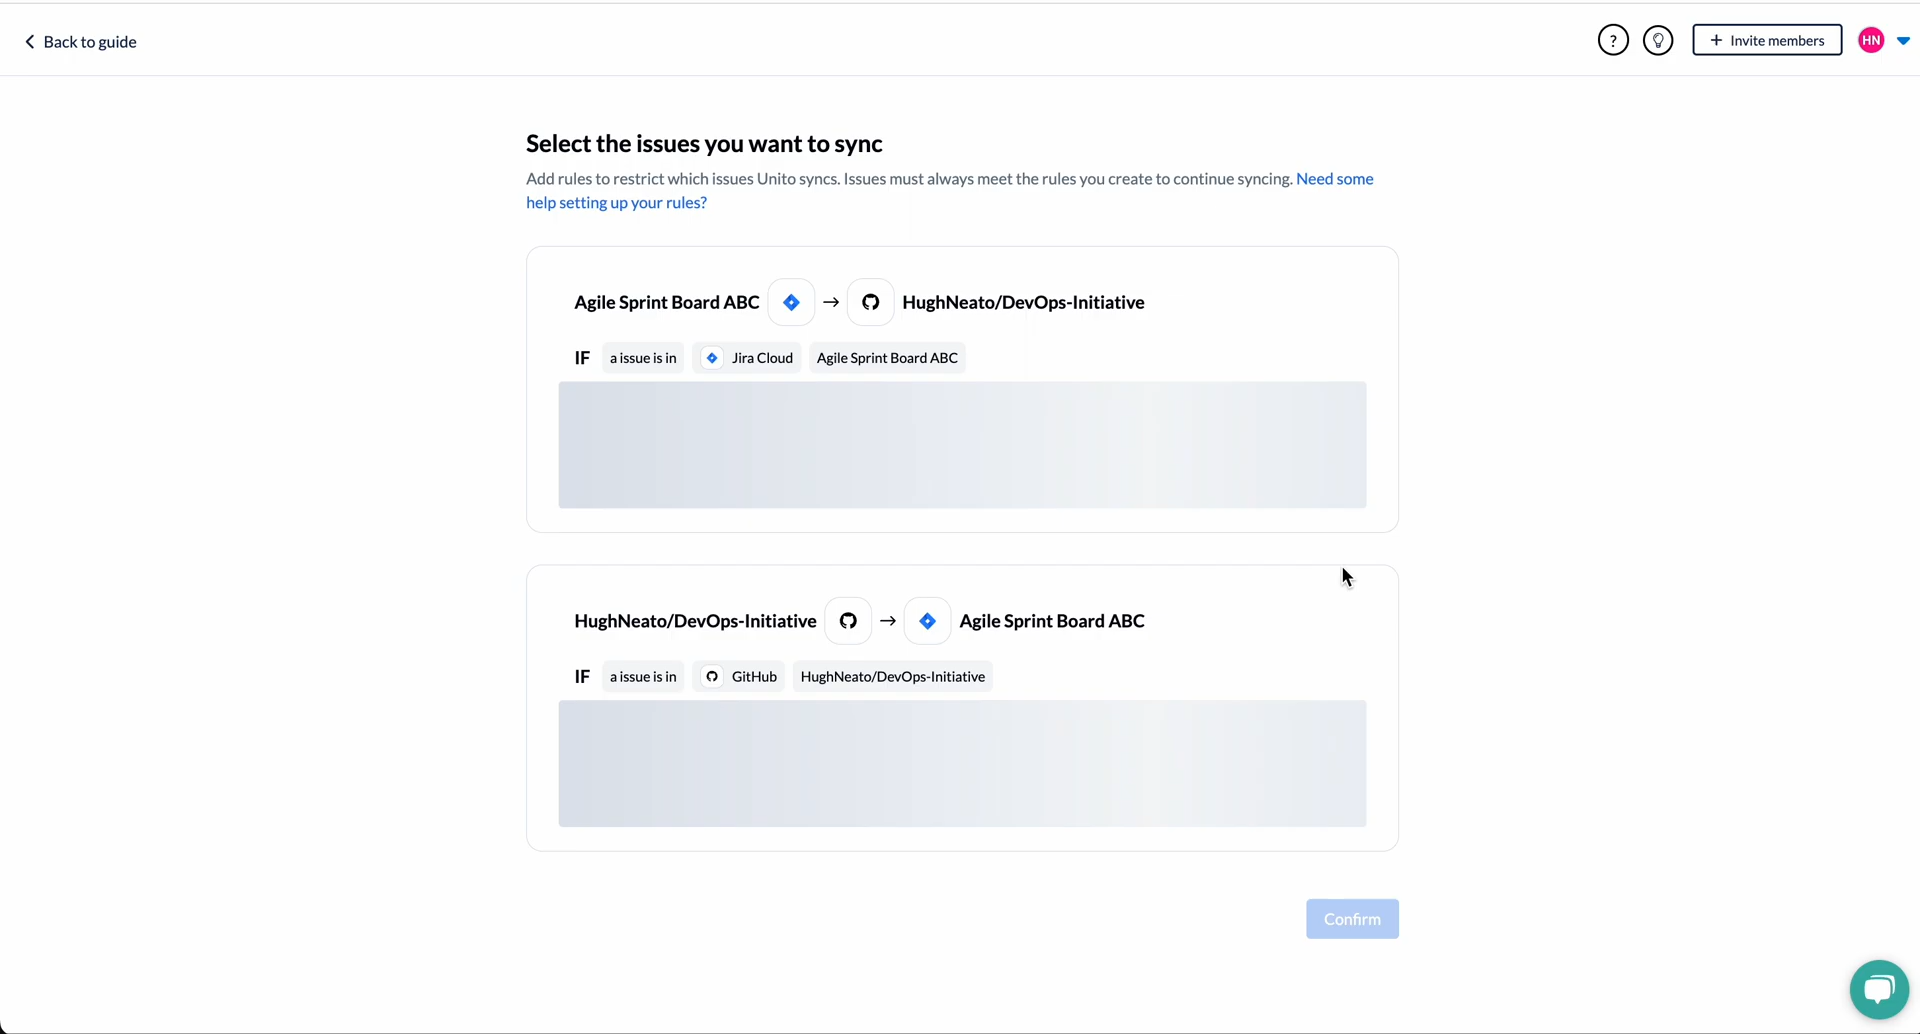 Back to guide
?
+ Invite members
HN
Select the issues you want to sync
Add rules to restrict which issues Unito syncs. Issues must always meet the rules you create to continue syncing. Need some
help setting up your rules?
Agile Sprint Board ABC → HughNeato/DevOps-Initiative
IF a issue is in Jira Cloud Agile Sprint Board ABC
HughNeato/DevOps-Initiative → Agile Sprint Board ABC
IF a issue is in GitHub HughNeato/DevOps-Initiative
Confirm